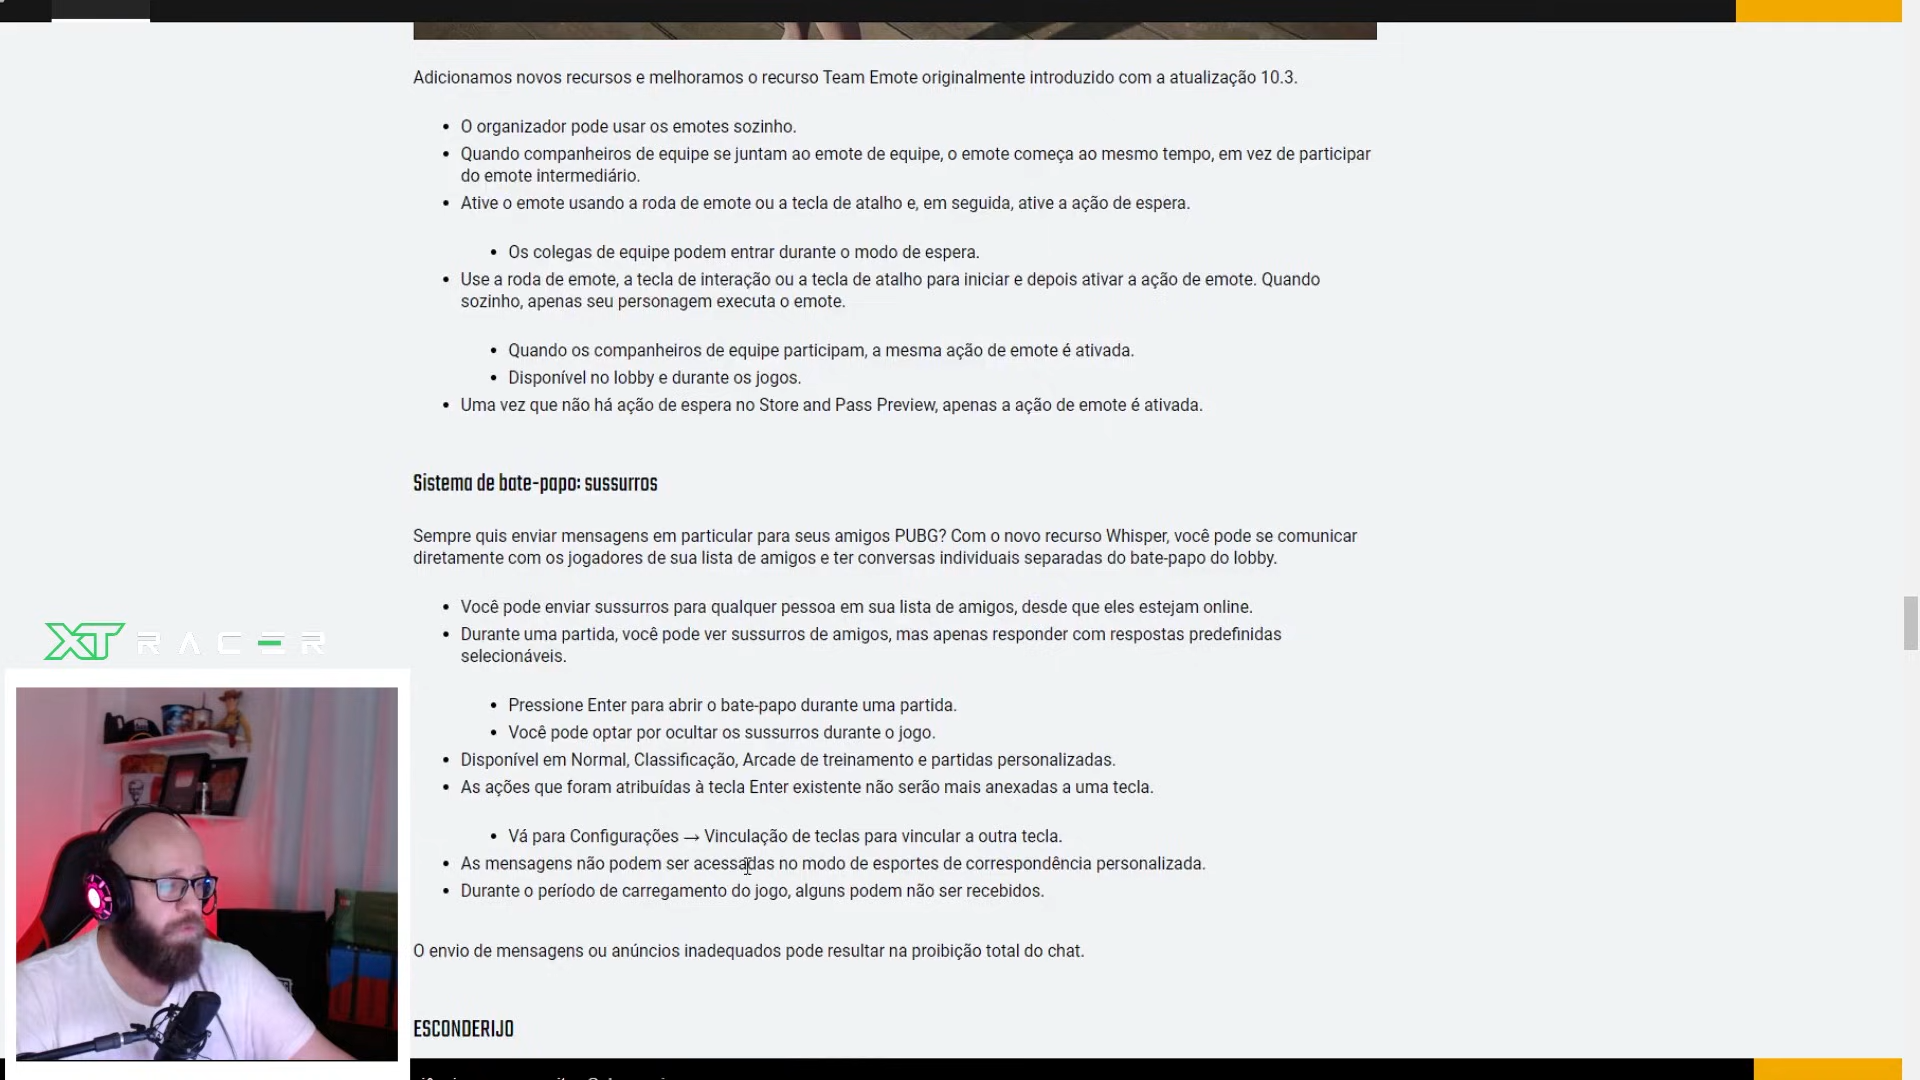 Adicionamos novos recursos e melhoramos o recurso Team Emote originalmente introduzido com a atualização 10.3.
• O organizador pode usar os emotes sozinho.
• Quando companheiros de equipe se juntam ao emote de equipe, o emote começa ao mesmo tempo, em vez de participar
do emote intermediário.
• Ative o emote usando a roda de emote ou a tecla de atalho e, em seguida, ative a ação de espera.
• Os colegas de equipe podem entrar durante o modo de espera.
• Use a roda de emote, a tecla de interação ou a tecla de atalho para iniciar e depois ativar a ação de emote. Quando
sozinho, apenas seu personagem executa o emote.
• Quando os companheiros de equipe participam, a mesma ação de emote é ativada.
• Disponível no lobby e durante os jogos.
• Uma vez que não há ação de espera no Store and Pass Preview, apenas a ação de emote é ativada.
Sistema de bate-papo: sussurros
Sempre quis enviar mensagens em particular para seus amigos PUBG? Com o novo recurso Whisper, você pode se comunicar
diretamente com os jogadores de sua lista de amigos e ter conversas individuais separadas do bate-papo do lobby.
• Você pode enviar sussurros para qualquer pessoa em sua lista de amigos, desde que eles estejam online.
• Durante uma partida, você pode ver sussurros de amigos, mas apenas responder com respostas predefinidas
selecionáveis.
• Pressione Enter para abrir o bate-papo durante uma partida.
• Você pode optar por ocultar os sussurros durante o jogo.
• Disponível em Normal, Classificação, Arcade de treinamento e partidas personalizadas.
• As ações que foram atribuídas à tecla Enter existente não serão mais anexadas a uma tecla.
• Vá para Configurações → Vinculação de teclas para vincular a outra tecla.
• As mensagens não podem ser acessadas no modo de esportes de correspondência personalizada.
• Durante o período de carregamento do jogo, alguns podem não ser recebidos.
O envio de mensagens ou anúncios inadequados pode resultar na proibição total do chat.
ESCONDERIJO
XT RACER
KFC